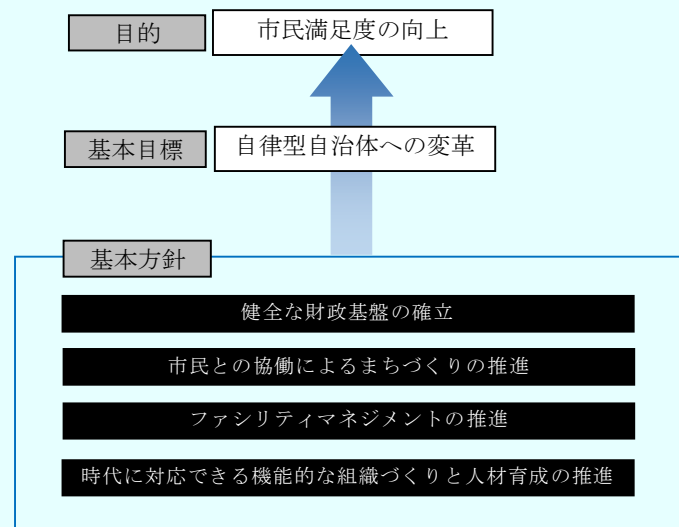 目的
市民満足度の向上
基本目標
自律型自治体への変革
基本方針
健全な財政基盤の確立
市民との協働によるまちづくりの推進
ファシリティマネジメントの推進
時代に対応できる機能的な組織づくりと人材育成の推進